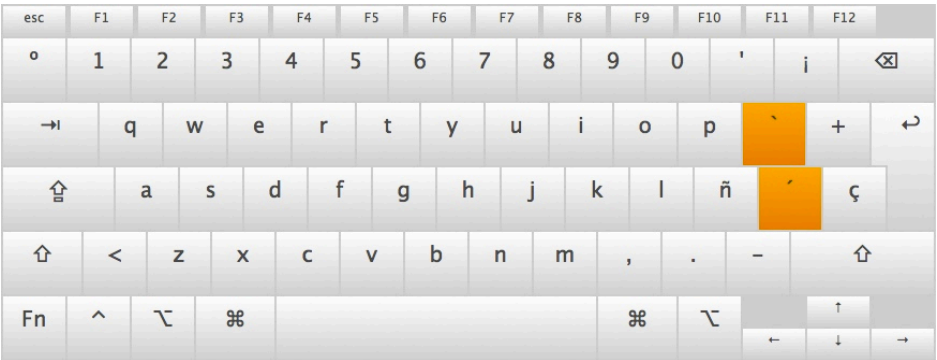 esc F1 F2 F3 F4 F5 F6 F7 F8 F9 F10 F11 F12
º 1 2 3 4 5 6 7 8 9 0 ' ¡ ⌫
⇥ q w e r t y u i o p ` + ↩
⇪ a s d f g h j k l ñ ´ ç
⇧ < z x c v b n m , . - ⇧
Fn ^ ⌥ ⌘ ⌘ ⌥ ↑
← ↓ →